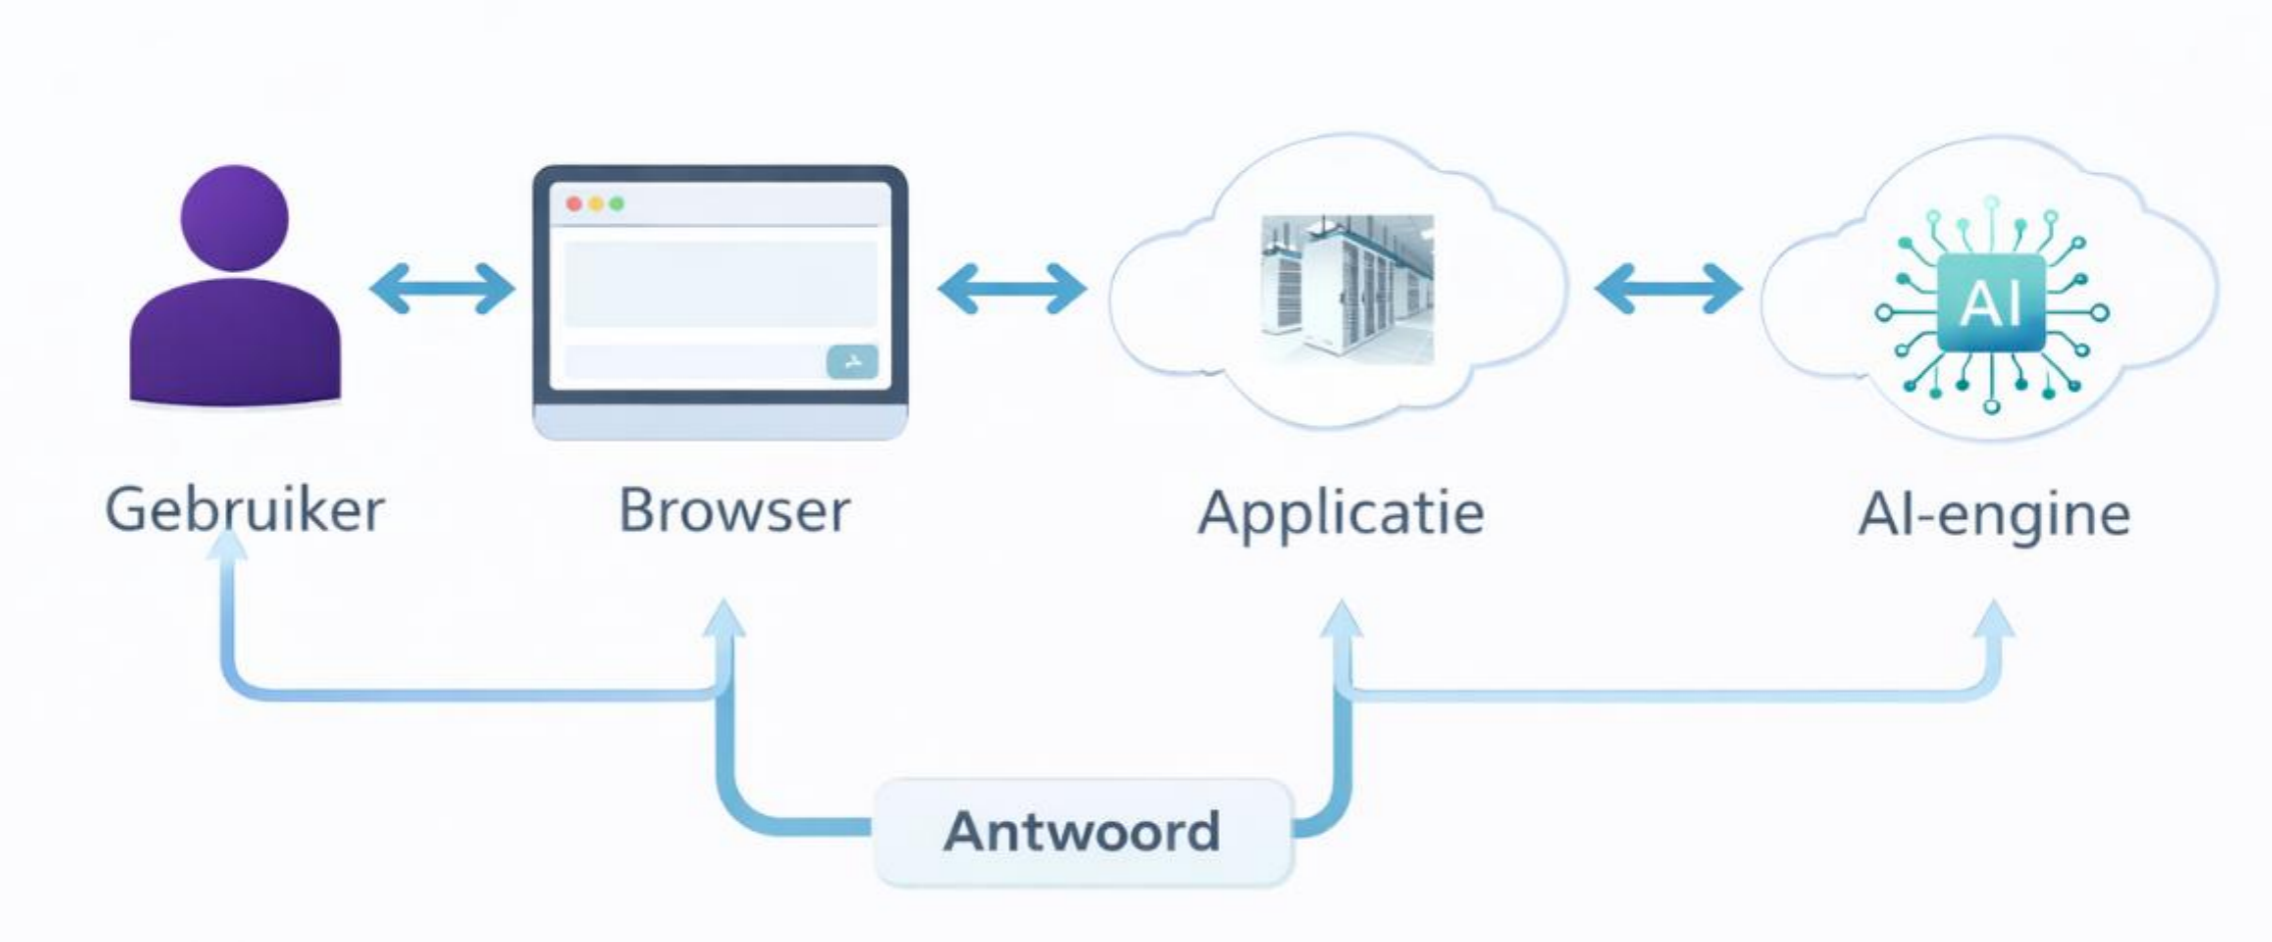 AI
Gebruiker
Browser
Applicatie
AI-engine
Antwoord